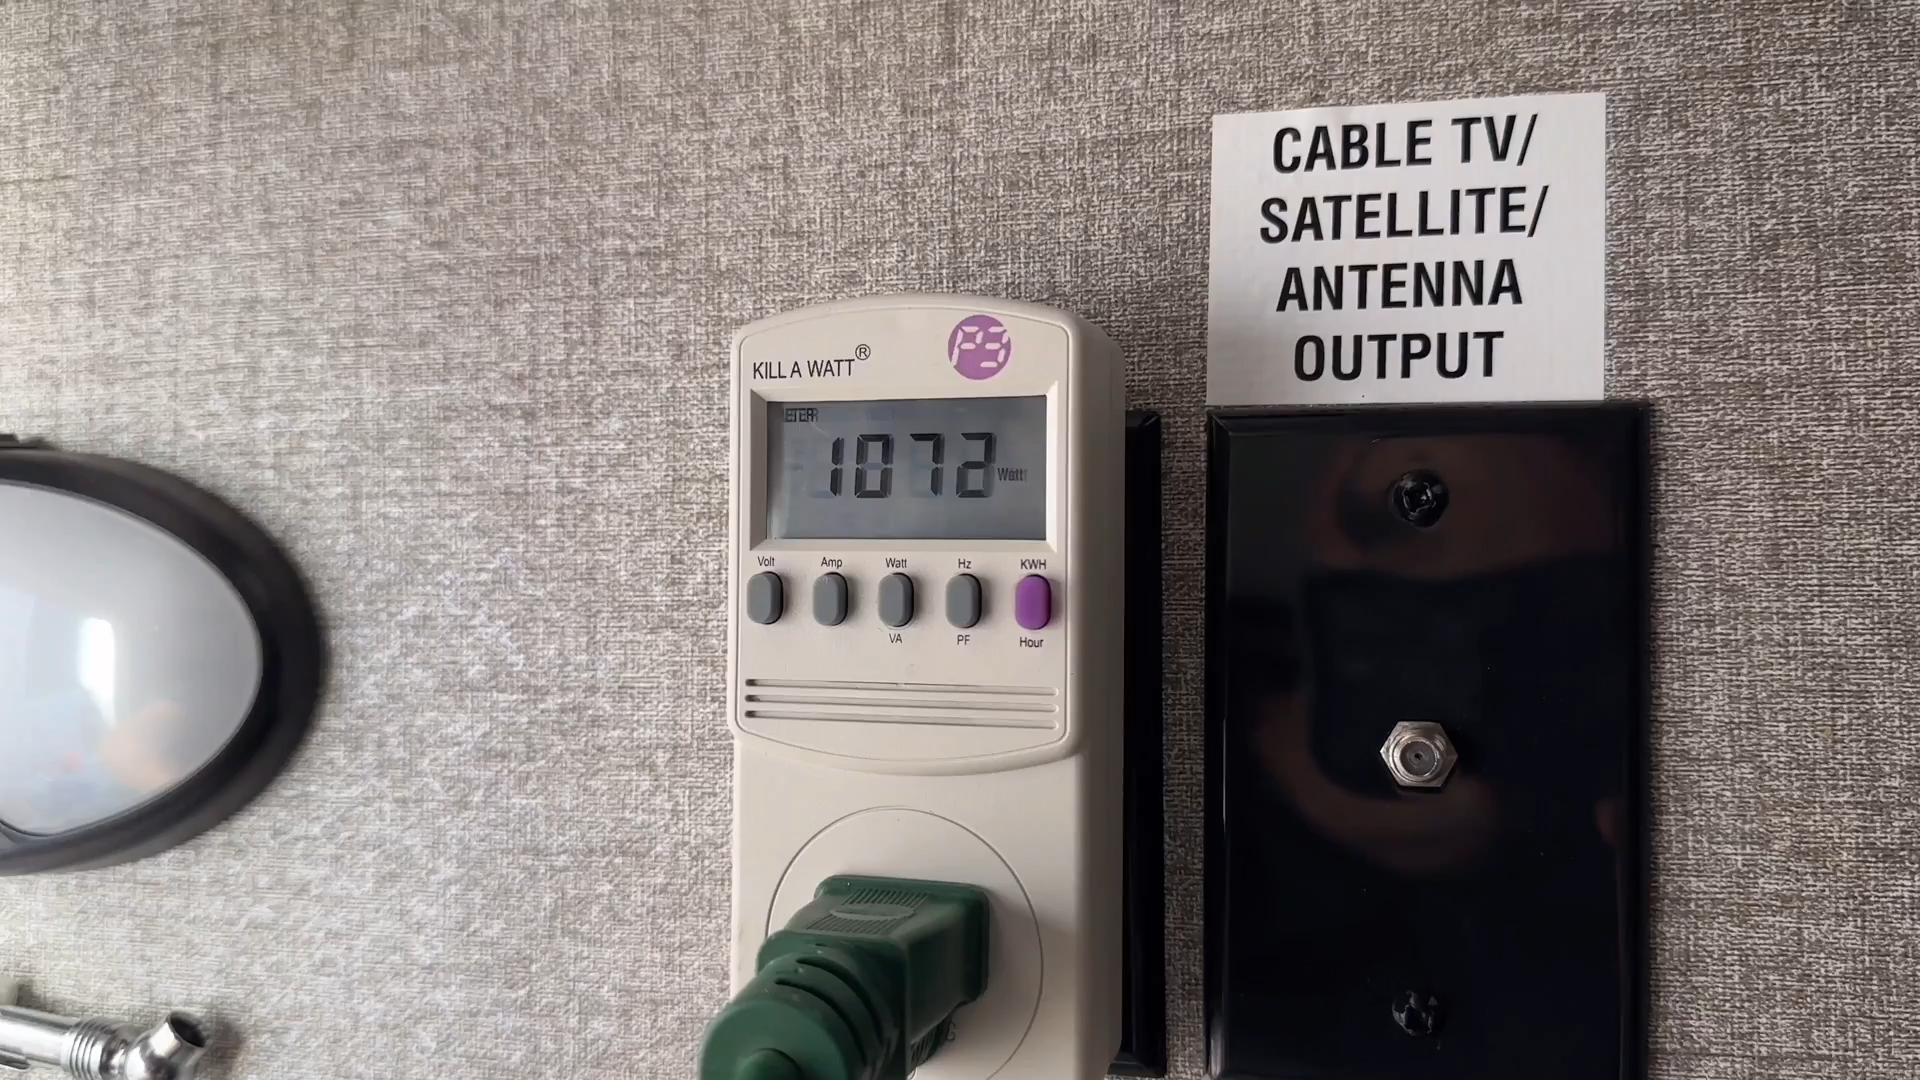 CABLE TV/
SATELLITE/
ANTENNA
OUTPUT
KILL A WATT®
P3
1072
Watt
Volt Amp Watt Hz KWH
VA PF Hour